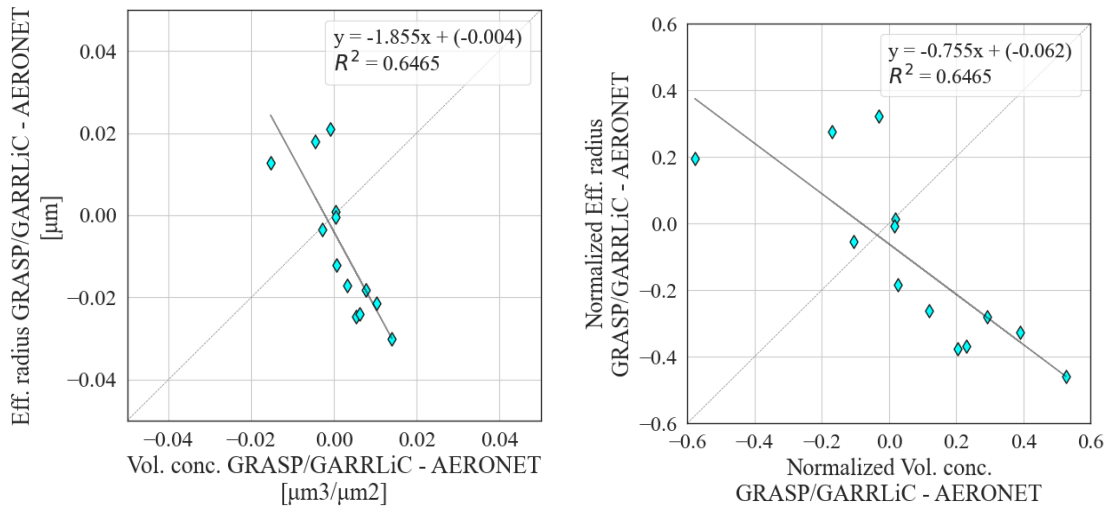 Eff. radius GRASP/GARRLiC - AERONET
[μm]
0.04
0.02
0.00
−0.02
−0.04
y = -1.855x + (-0.004)
R² = 0.6465
−0.04 −0.02 0.00 0.02 0.04
Vol. conc. GRASP/GARRLiC - AERONET
[μm3/μm2]
Normalized Eff. radius
GRASP/GARRLiC - AERONET
0.6
0.4
0.2
0.0
−0.2
−0.4
−0.6
y = -0.755x + (-0.062)
R² = 0.6465
−0.6 −0.4 −0.2 0.0 0.2 0.4 0.6
Normalized Vol. conc.
GRASP/GARRLiC - AERONET